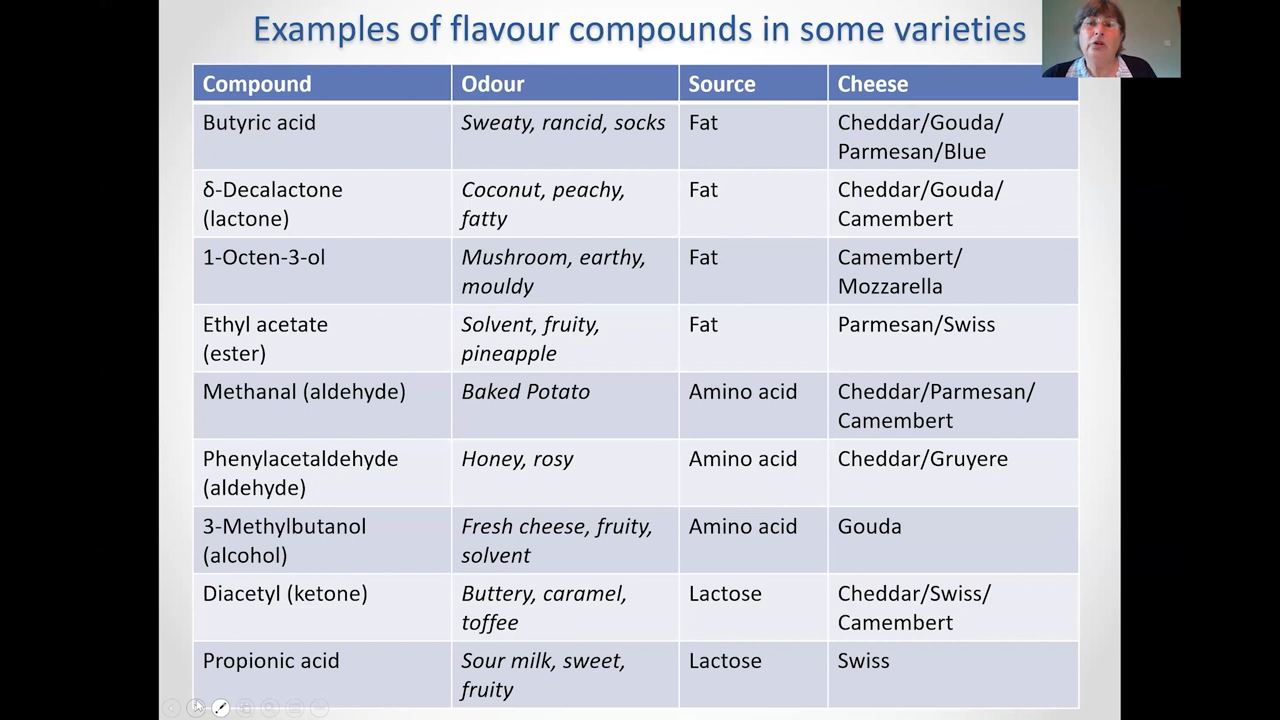 Examples of flavour compounds in some varieties
Compound Odour Source Cheese
Butyric acid Sweaty, rancid, socks Fat Cheddar/Gouda/
Parmesan/Blue
δ-Decalactone Coconut, peachy, Fat Cheddar/Gouda/
(lactone) fatty Camembert
1-Octen-3-ol Mushroom, earthy, Fat Camembert/
mouldy Mozzarella
Ethyl acetate Solvent, fruity, Fat Parmesan/Swiss
(ester) pineapple
Methanal (aldehyde) Baked Potato Amino acid Cheddar/Parmesan/
Camembert
Phenylacetaldehyde Honey, rosy Amino acid Cheddar/Gruyere
(aldehyde)
3-Methylbutanol Fresh cheese, fruity, Amino acid Gouda
(alcohol) solvent
Diacetyl (ketone) Buttery, caramel, Lactose Cheddar/Swiss/
toffee Camembert
Propionic acid Sour milk, sweet, Lactose Swiss
fruity